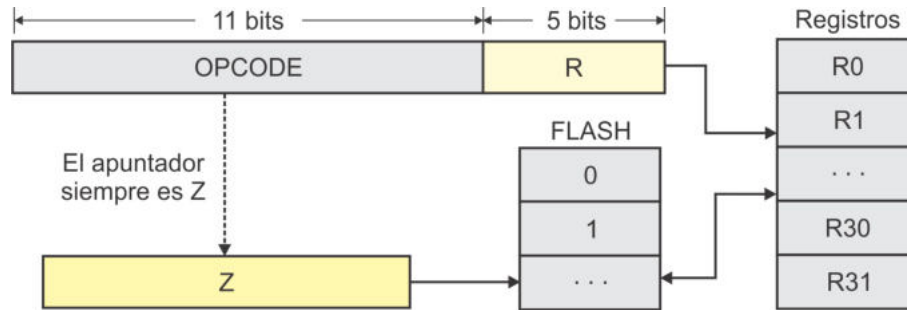 11 bits
5 bits
Registros
OPCODE
R
R0
R1
. . .
R30
R31
El apuntador
siempre es Z
FLASH
0
1
. . .
Z